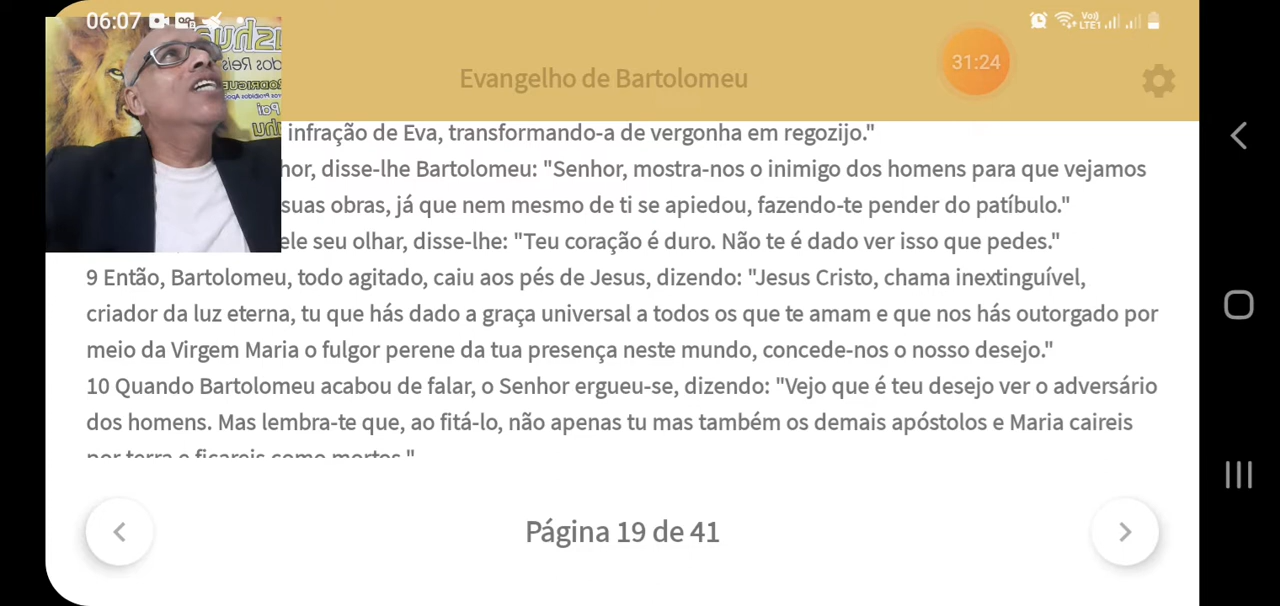 06:07
Vo)
LTE1
31:24
Evangelho de Bartolomeu
infração de Eva, transformando-a de vergonha em regozijo."
hor, disse-lhe Bartolomeu: "Senhor, mostra-nos o inimigo dos homens para que vejamos
suas obras, já que nem mesmo de ti se apiedou, fazendo-te pender do patíbulo."
ele seu olhar, disse-lhe: "Teu coração é duro. Não te é dado ver isso que pedes."
9 Então, Bartolomeu, todo agitado, caiu aos pés de Jesus, dizendo: "Jesus Cristo, chama inextinguível,
criador da luz eterna, tu que hás dado a graça universal a todos os que te amam e que nos hás outorgado por
meio da Virgem Maria o fulgor perene da tua presença neste mundo, concede-nos o nosso desejo."
10 Quando Bartolomeu acabou de falar, o Senhor ergueu-se, dizendo: "Vejo que é teu desejo ver o adversário
dos homens. Mas lembra-te que, ao fitá-lo, não apenas tu mas também os demais apóstolos e Maria caireis
por terra e ficareis como mortos."
Página 19 de 41